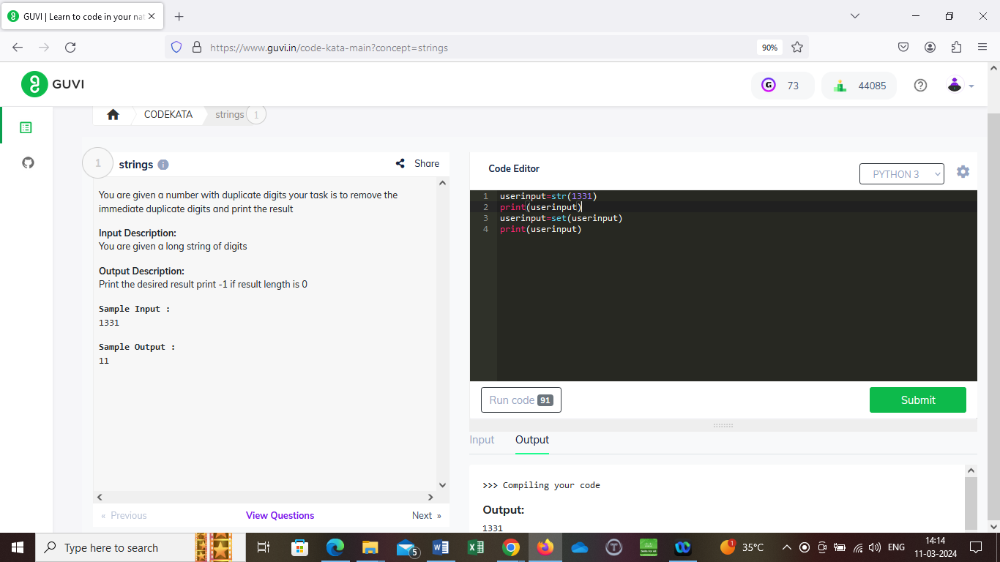 GUVI | Learn to code in your nat
https://www.guvi.in/code-kata-main?concept=strings
90%
GUVI
G
73
44085
CODEKATA
strings
1
1
strings
Share
You are given a number with duplicate digits your task is to remove the
immediate duplicate digits and print the result
Input Description:
You are given a long string of digits
Output Description:
Print the desired result print -1 if result length is 0
Sample Input :
1331
Sample Output :
11
« Previous
View Questions
Next »
Code Editor
PYTHON 3
1 userinput=str(1331)
2 print(userinput)
3 userinput=set(userinput)
4 print(userinput)
Run code 91
Submit
Input
Output
>>> Compiling your code
Output:
1331
Type here to search
5
1
35°C
ENG
14:14
11-03-2024